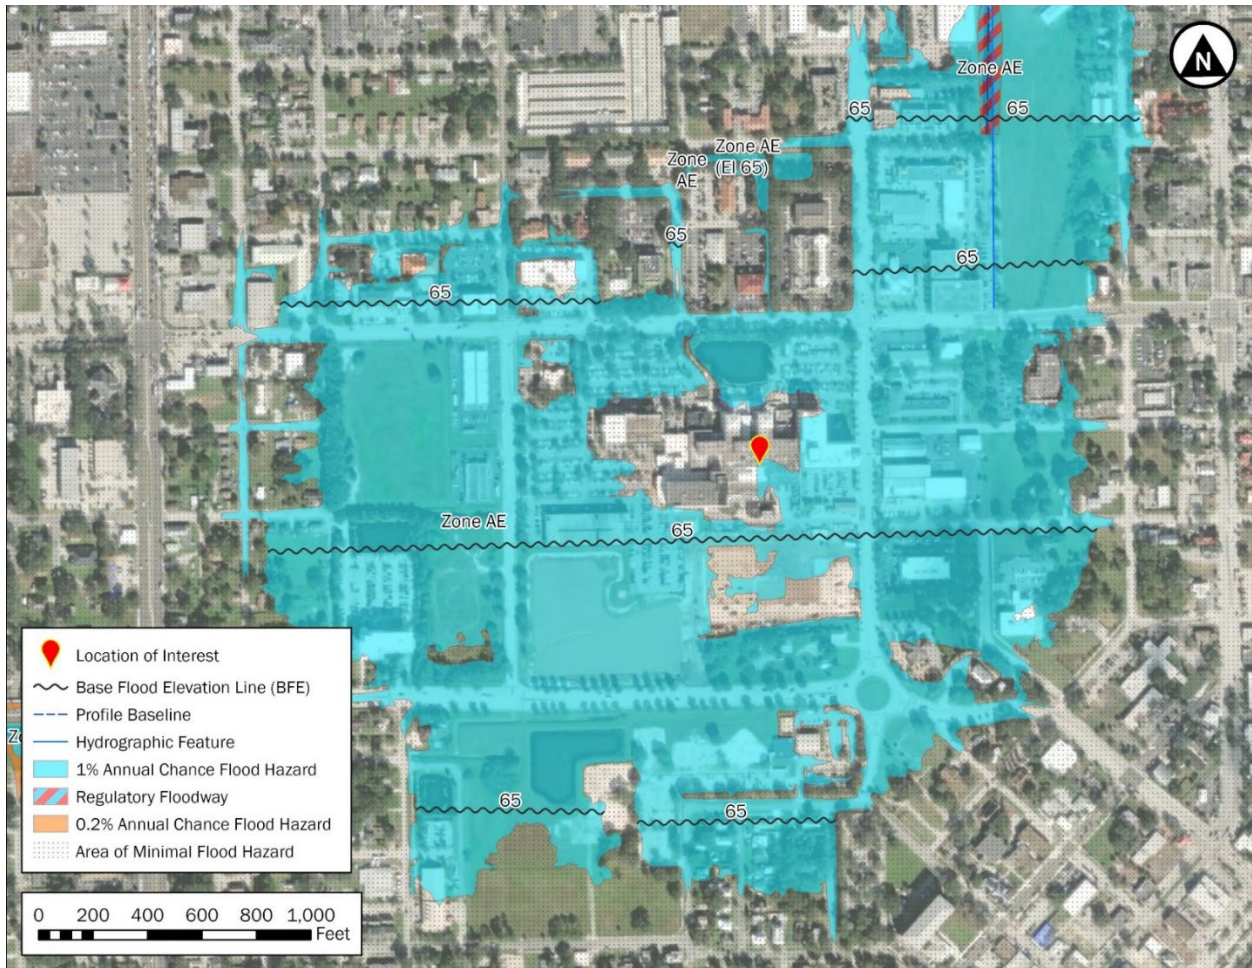 N
Zone AE
65
65
Zone AE
(El 65)
Zone
AE
65
65
65
Zone AE
65
65
65
Location of Interest
Base Flood Elevation Line (BFE)
Profile Baseline
Hydrographic Feature
1% Annual Chance Flood Hazard
Regulatory Floodway
0.2% Annual Chance Flood Hazard
Area of Minimal Flood Hazard
0 200 400 600 800 1,000
Feet